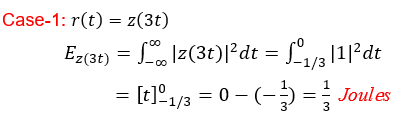 Case-1: r(t) = z(3t)
E_{z(3t)} = ∫_{-∞}^{∞} |z(3t)|² dt = ∫_{-1/3}^{0} |1|² dt
= [t]_{-1/3}^{0} = 0 − (−1/3) = 1/3 Joules